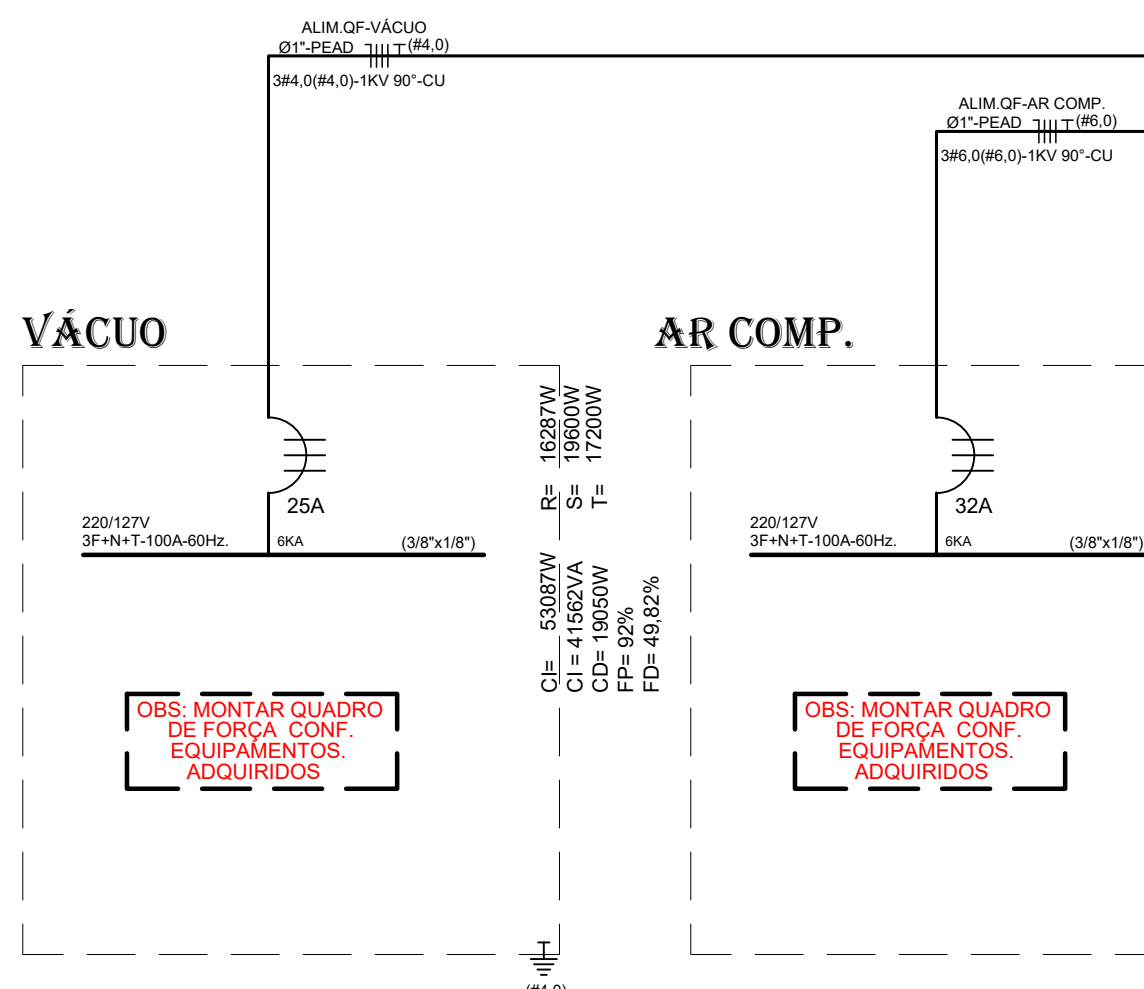 ALIM.QF-VÁCUO
Ø1"-PEAD (#4,0)
3#4,0(#4,0)-1KV 90°-CU
ALIM.QF-AR COMP.
Ø1"-PEAD (#6,0)
3#6,0(#6,0)-1KV 90°-CU
VÁCUO
25A
220/127V
3F+N+T-100A-60Hz.
6KA
(3/8"x1/8")
OBS: MONTAR QUADRO
DE FORÇA CONF.
EQUIPAMENTOS.
ADQUIRIDOS
R= 16287W
S= 19600W
T= 17200W
CI= 53087W
CI = 41562VA
CD= 19050W
FP= 92%
FD= 49,82%
(#4,0)
AR COMP.
32A
220/127V
3F+N+T-100A-60Hz.
6KA
(3/8"x1/8")
OBS: MONTAR QUADRO
DE FORÇA CONF.
EQUIPAMENTOS.
ADQUIRIDOS